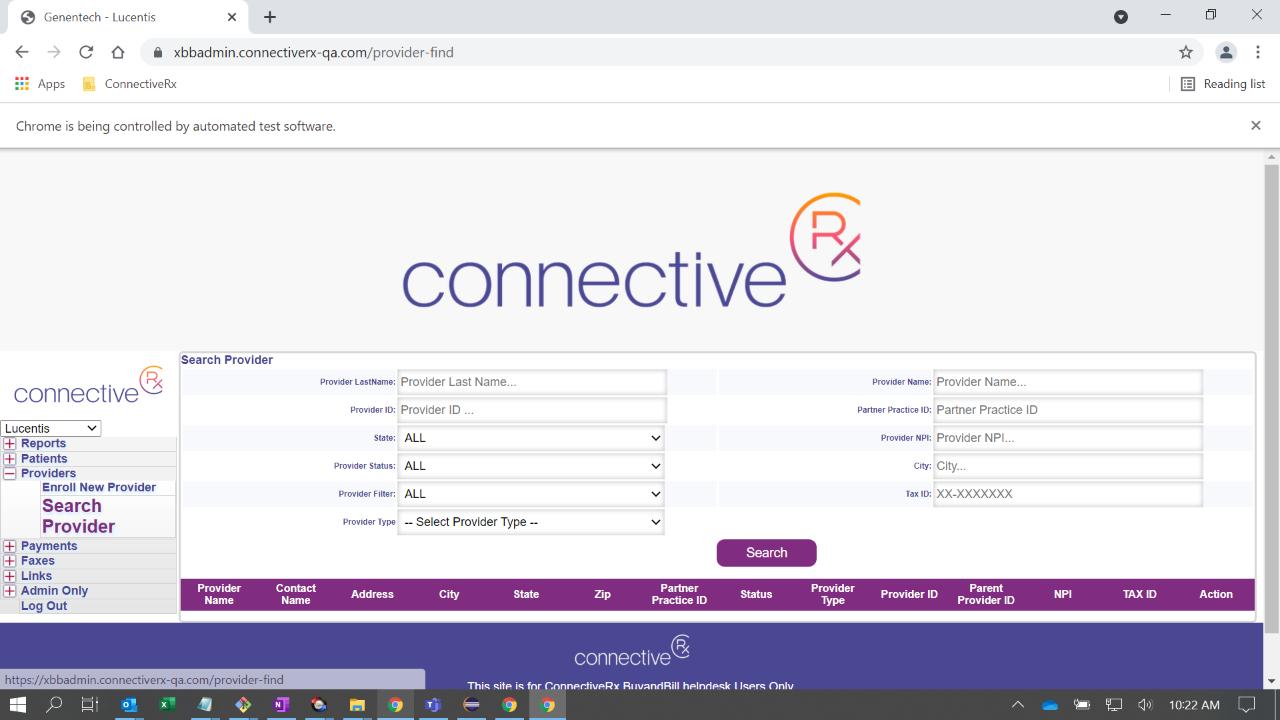 Genentech - Lucentis
xbbadmin.connectiverx-qa.com/provider-find
Apps
ConnectiveRx
Reading list
Chrome is being controlled by automated test software.
connective Rx
connective Rx
Lucentis
Reports
Patients
Providers
Enroll New Provider
Search
Provider
Payments
Faxes
Links
Admin Only
Log Out
Search Provider
Provider LastName: Provider Last Name...
Provider Name: Provider Name...
Provider ID: Provider ID ...
Partner Practice ID: Partner Practice ID
State: ALL
Provider NPI: Provider NPI...
Provider Status: ALL
City: City...
Provider Filter: ALL
Tax ID: XX-XXXXXXX
Provider Type -- Select Provider Type --
Search
Provider Name
Contact Name
Address
City
State
Zip
Partner Practice ID
Status
Provider Type
Provider ID
Parent Provider ID
NPI
TAX ID
Action
connective Rx
This site is for ConnectiveRx BuyandBill helpdesk Users Only
https://xbbadmin.connectiverx-qa.com/provider-find
10:22 AM